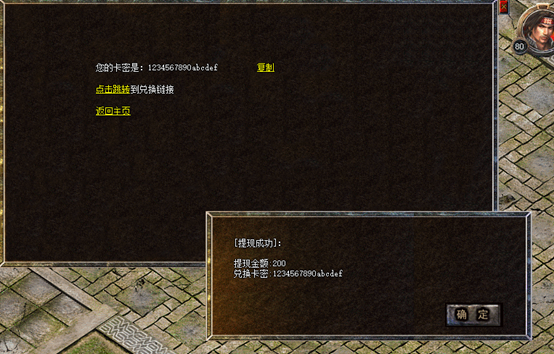 您的卡密是：1234567890abcdef 复制
点击跳转到兑换链接
返回主页
80
[提现成功]：
提现金额:200
兑换卡密:1234567890abcdef
确 定